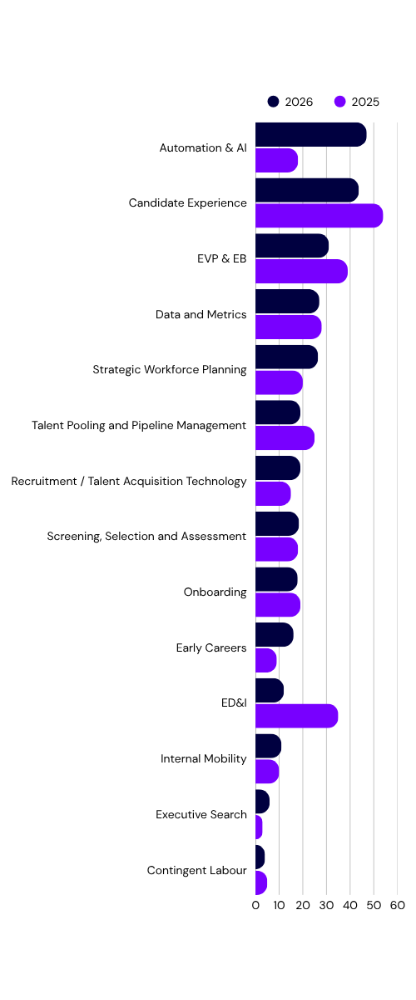 2026 2025
Automation & AI
Candidate Experience
EVP & EB
Data and Metrics
Strategic Workforce Planning
Talent Pooling and Pipeline Management
Recruitment / Talent Acquisition Technology
Screening, Selection and Assessment
Onboarding
Early Careers
ED&I
Internal Mobility
Executive Search
Contingent Labour
0 10 20 30 40 50 60